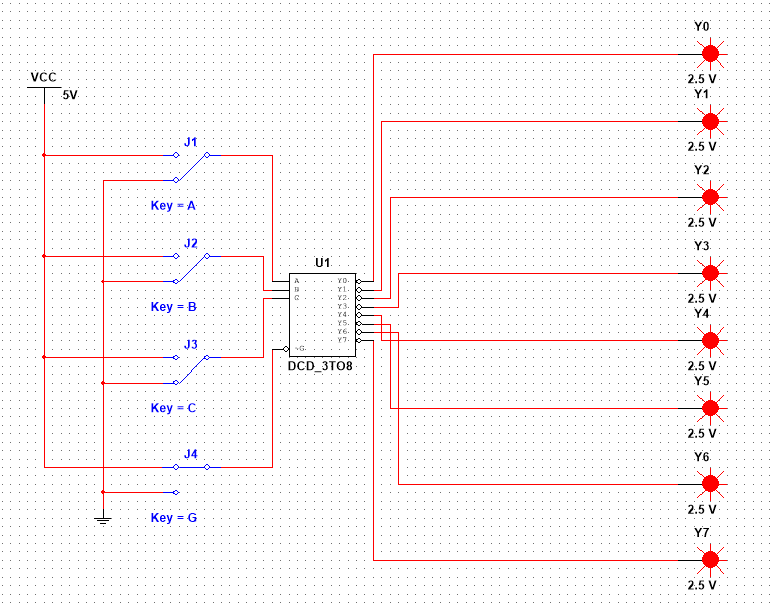 VCC
5V
J1
Key = A
J2
Key = B
J3
Key = C
J4
Key = G
U1
A
B
C
~G
Y0
Y1
Y2
Y3
Y4
Y5
Y6
Y7
DCD_3TO8
Y0
2.5 V
Y1
2.5 V
Y2
2.5 V
Y3
2.5 V
Y4
2.5 V
Y5
2.5 V
Y6
2.5 V
Y7
2.5 V